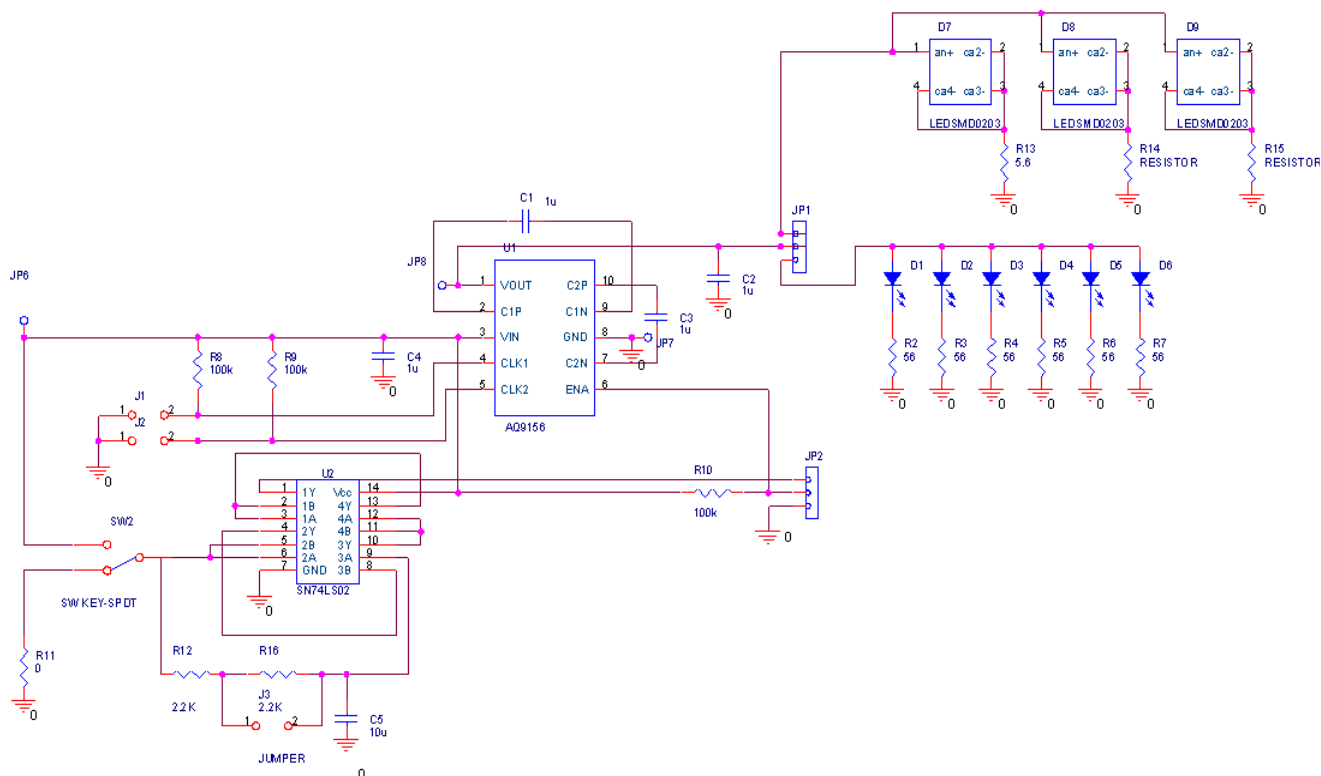 D7
D8
D9
1 an+ ca2- 2
4 ca4- ca3- 3
LEDSMD0203
1 an+ ca2- 2
4 ca4- ca3- 3
LEDSMD0203
1 an+ ca2- 2
4 ca4- ca3- 3
LEDSMD0203
R13
5.6
0
R14
RESISTOR
0
R15
RESISTOR
0
C1
1u
JP1
U1
JP8
1 VOUT C2P 10
2 C1P C1N 9
3 VIN GND 8
4 CLK1 C2N 7
5 CLK2 ENA 6
AQ9156
C2
1u
0
C3
1u
JP7
0
D1
D2
D3
D4
D5
D6
R2
56
0
R3
56
0
R4
56
0
R5
56
0
R6
56
0
R7
56
0
JP6
R8
100k
R9
100k
C4
1u
0
J1
1 2
J2
1 2
0
U2
1 1Y Vcc 14
2 1B 4Y 13
3 1A 4A 12
4 2Y 4B 11
5 2B 3Y 10
6 2A 3A 9
7 GND 3B 8
SN74LS02
0
R10
100k
JP2
0
SW2
SW KEY-SPDT
R11
0
0
R12
2.2K
R16
J3
2.2K
1 2
JUMPER
C5
10u
0